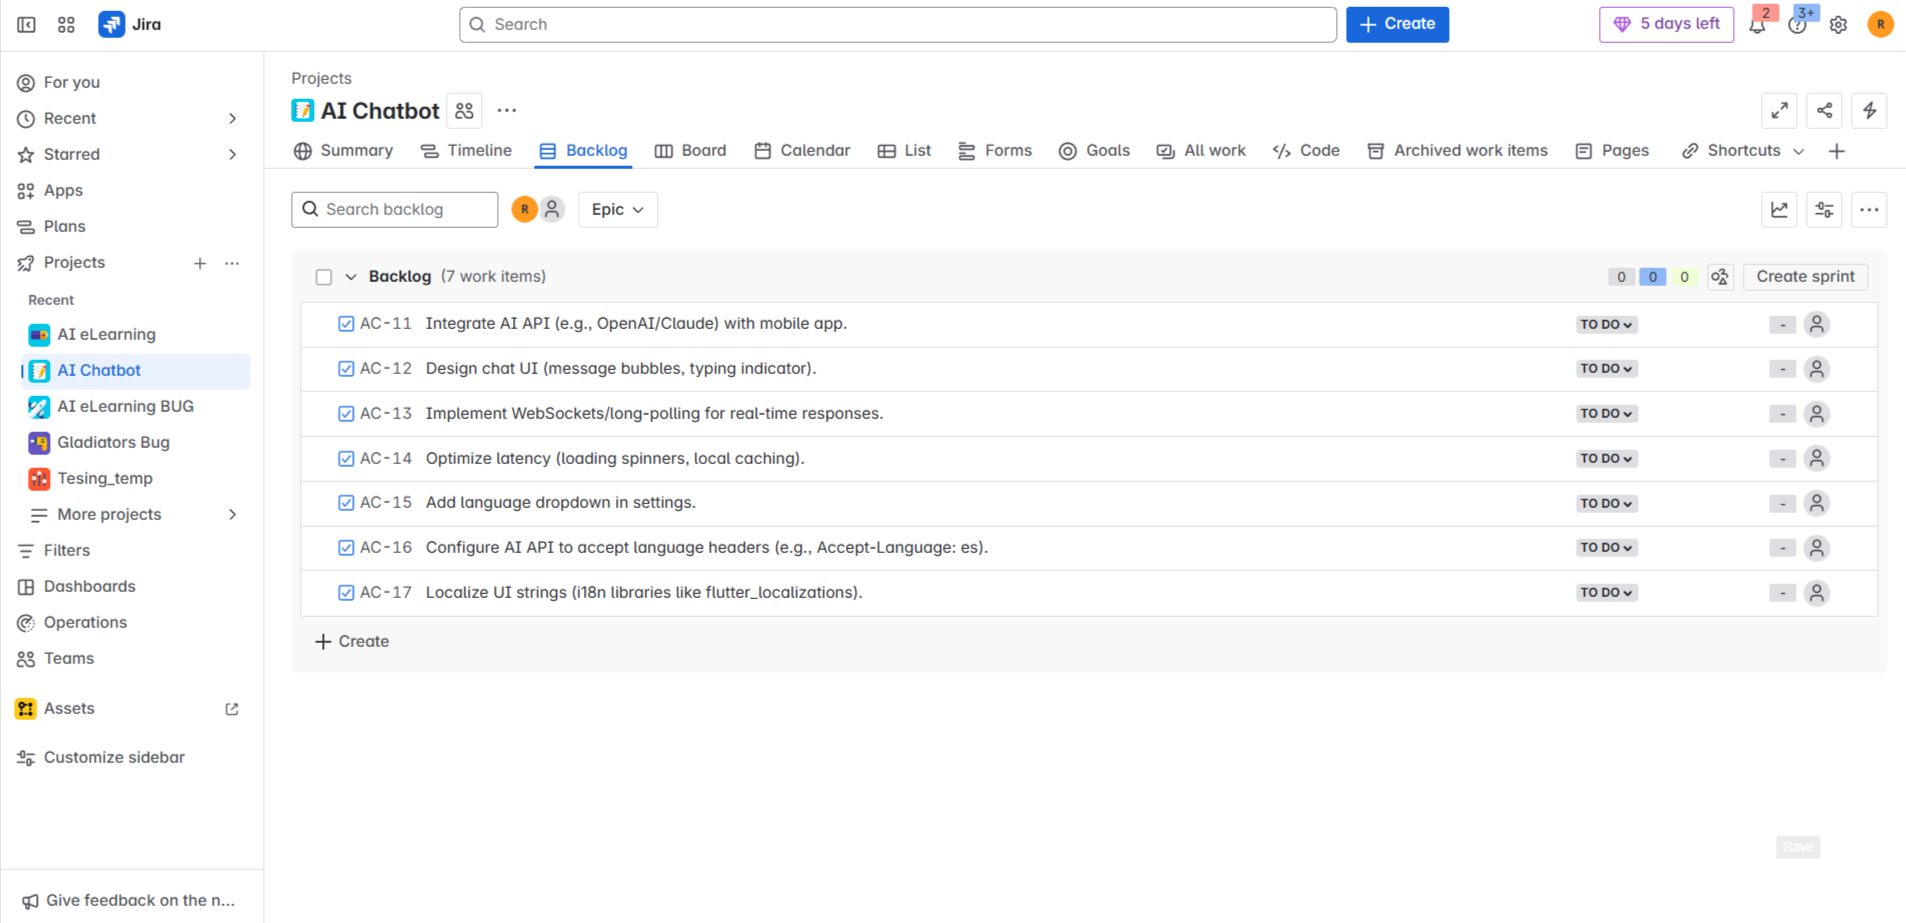 Jira
Search
Create
5 days left
2
3+
R
For you
Recent
Starred
Apps
Plans
Projects
Recent
AI eLearning
AI Chatbot
AI eLearning BUG
Gladiators Bug
Tesing_temp
More projects
Filters
Dashboards
Operations
Teams
Assets
Customize sidebar
Give feedback on the n...
Projects
AI Chatbot
Summary Timeline Backlog Board Calendar List Forms Goals All work Code Archived work items Pages Shortcuts
Search backlog R Epic
Backlog (7 work items) 0 0 0 Create sprint
AC-11 Integrate AI API (e.g., OpenAI/Claude) with mobile app. TO DO -
AC-12 Design chat UI (message bubbles, typing indicator). TO DO -
AC-13 Implement WebSockets/long-polling for real-time responses. TO DO -
AC-14 Optimize latency (loading spinners, local caching). TO DO -
AC-15 Add language dropdown in settings. TO DO -
AC-16 Configure AI API to accept language headers (e.g., Accept-Language: es). TO DO -
AC-17 Localize UI strings (i18n libraries like flutter_localizations). TO DO -
Create
Save